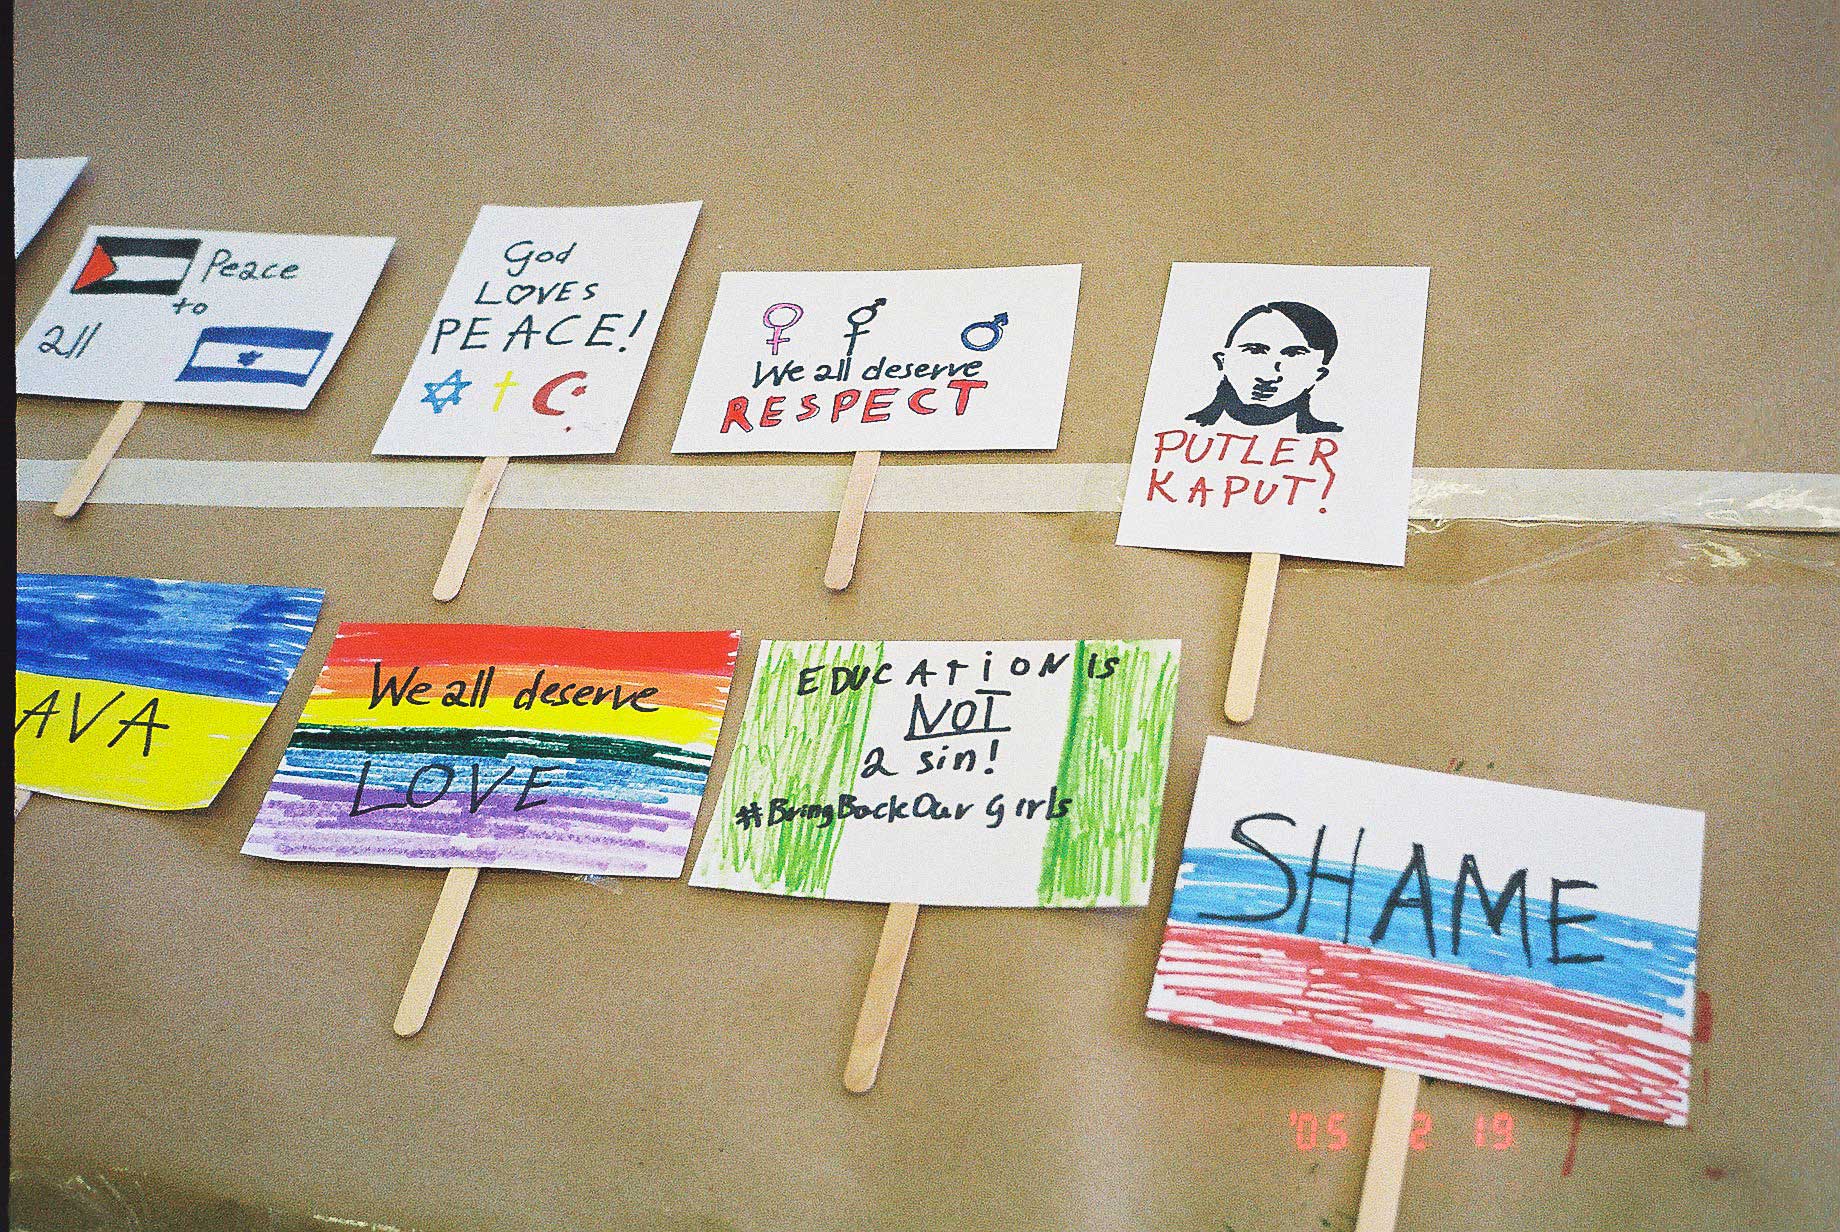 Peace
to
all
God
LOVES
PEACE!
We all deserve
RESPECT
PUTLER
KAPUT!
AVA
We all deserve
LOVE
EDUCATION IS
NOT
a sin!
#BringBackOurGirls
SHAME
'05 2 19